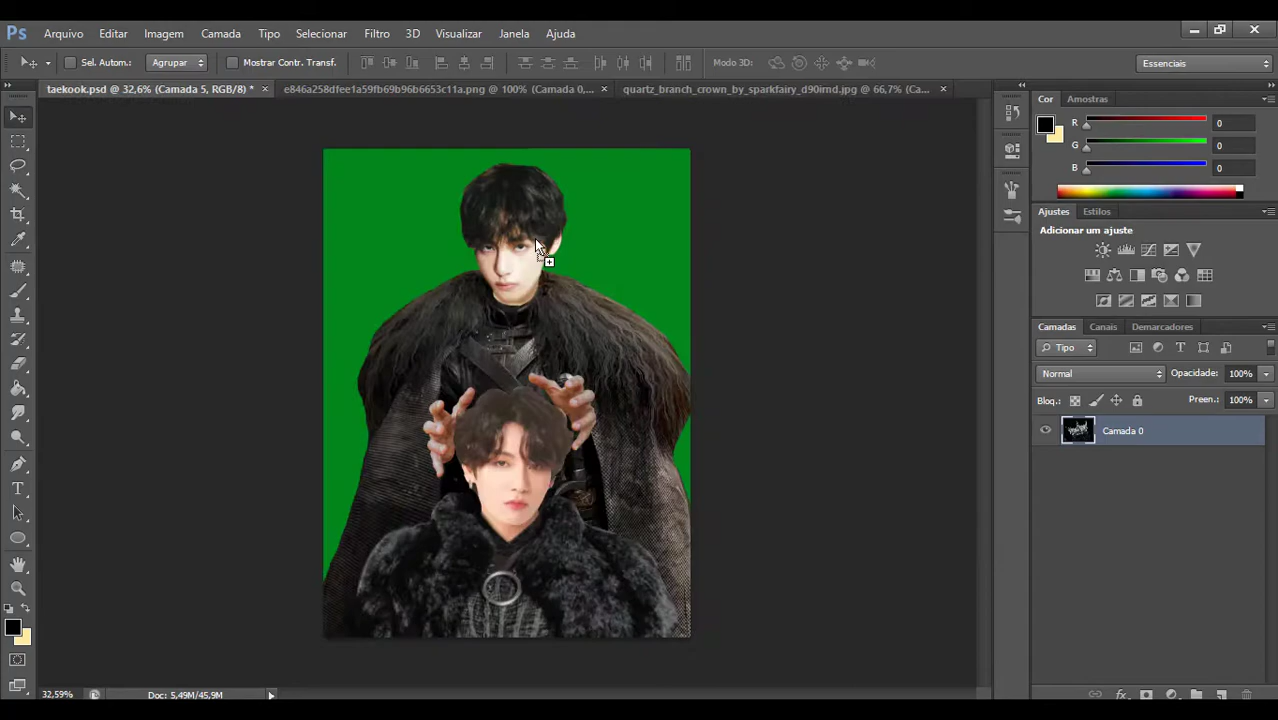 Ps Arquivo Editar Imagem Camada Tipo Selecionar Filtro 3D Visualizar Janela Ajuda
Sel. Autom.: Agrupar Mostrar Contr. Transf. Modo 3D: Essenciais
taekook.psd @ 32,6% (Camada 5, RGB/8) * × e846a258dfee1a59fb69b96b6653c11a.png @ 100% (Camada 0,... × quartz_branch_crown_by_sparkfairy_d90irnd.jpg @ 66,7% (Ca... ×
Cor Amostras
R 0
G 0
B 0
Ajustes Estilos
Adicionar um ajuste
Camadas Canais Demarcadores
Tipo
Normal Opacidade: 100%
Bloq.: Preen.: 100%
Camada 0
32,59% Doc: 5,49M/45,9M